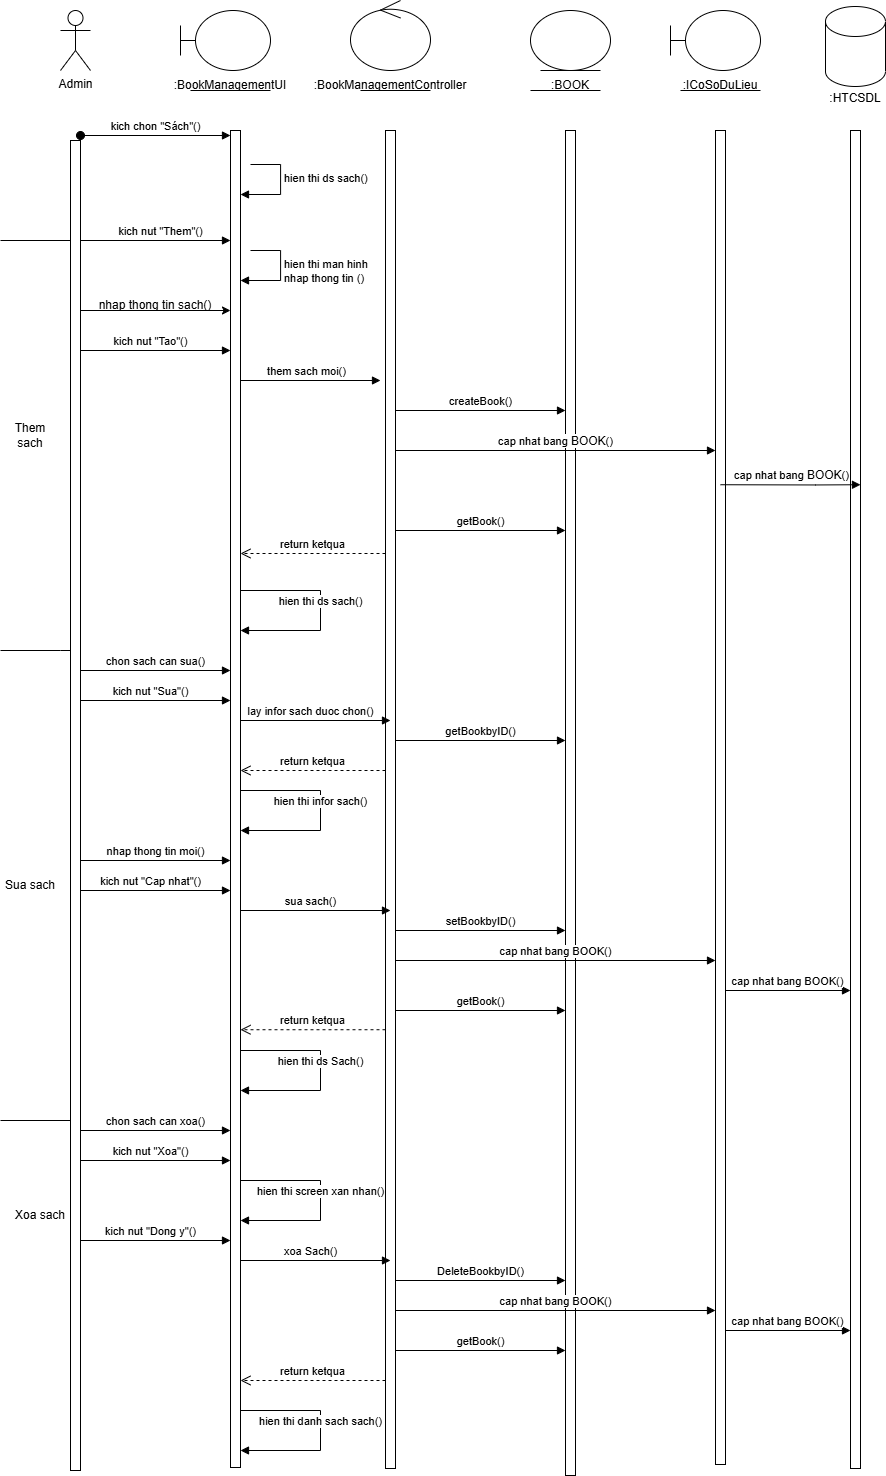 Admin
:BookManagementUI
:BookManagementController
:BOOK
:ICoSoDuLieu
:HTCSDL
kich chon "Sách"()
hien thi ds sach()
kich nut "Them"()
hien thi man hinh
nhap thong tin ()
nhap thong tin sach()
kich nut "Tao"()
them sach moi()
createBook()
Them
sach
cap nhat bang BOOK()
cap nhat bang BOOK()
getBook()
return ketqua
hien thi ds sach()
chon sach can sua()
kich nut "Sua"()
lay infor sach duoc chon()
getBookbyID()
return ketqua
hien thi infor sach()
nhap thong tin moi()
Sua sach
kich nut "Cap nhat"()
sua sach()
setBookbyID()
cap nhat bang BOOK()
cap nhat bang BOOK()
getBook()
return ketqua
hien thi ds Sach()
chon sach can xoa()
kich nut "Xoa"()
hien thi screen xan nhan()
Xoa sach
kich nut "Dong y"()
xoa Sach()
DeleteBookbyID()
cap nhat bang BOOK()
cap nhat bang BOOK()
getBook()
return ketqua
hien thi danh sach sach()